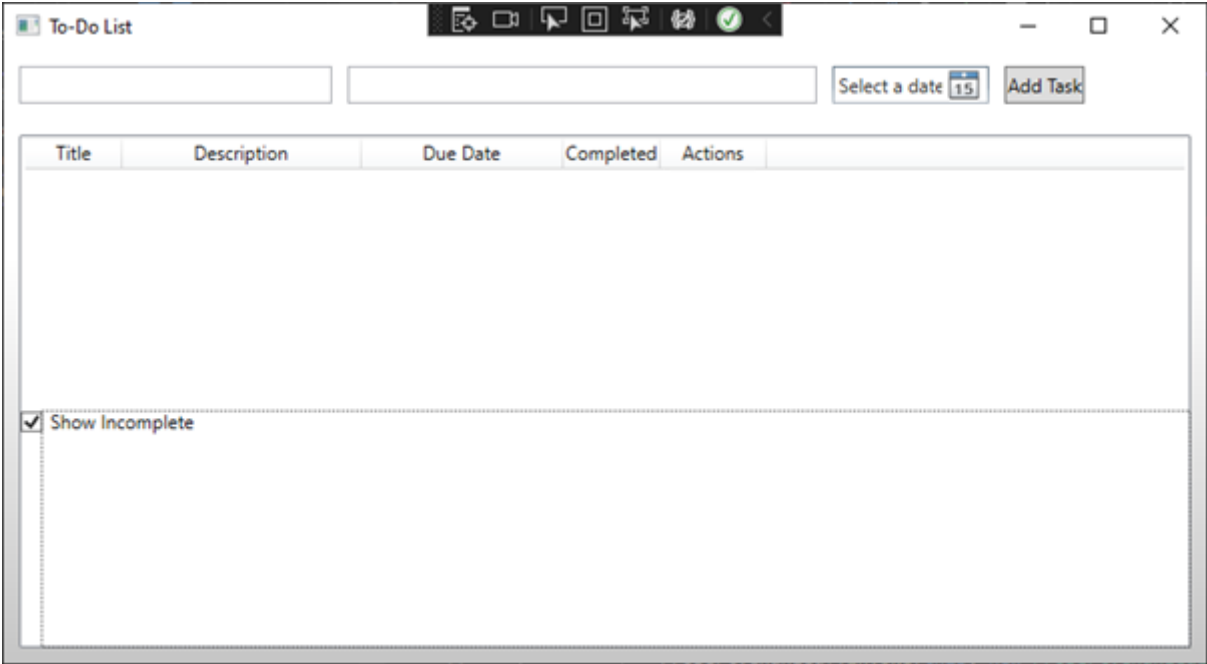 To-Do List
Select a date 15 Add Task
Title Description Due Date Completed Actions
Show Incomplete